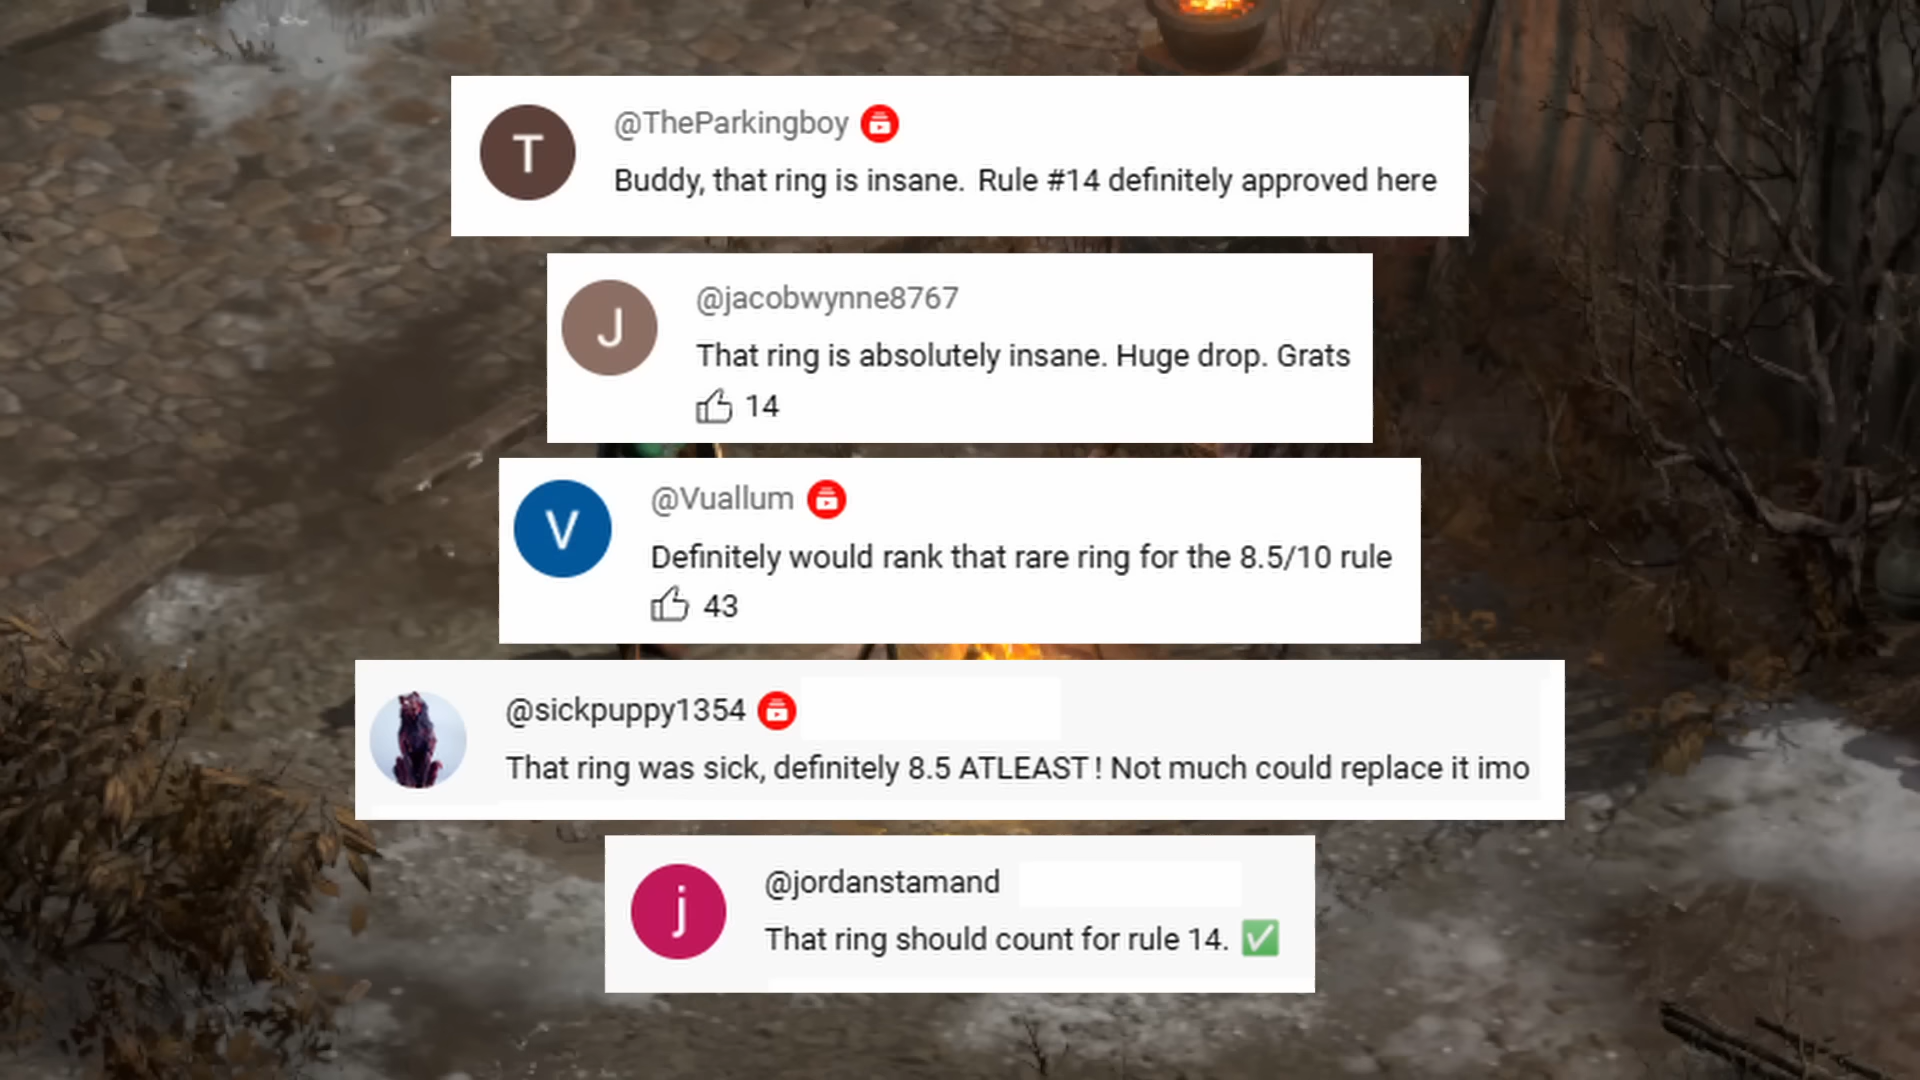 T
@TheParkingboy
Buddy, that ring is insane. Rule #14 definitely approved here
J
@jacobwynne8767
That ring is absolutely insane. Huge drop. Grats
14
V
@Vuallum
Definitely would rank that rare ring for the 8.5/10 rule
43
@sickpuppy1354
That ring was sick, definitely 8.5 ATLEAST! Not much could replace it imo
j
@jordanstamand
That ring should count for rule 14. ✅